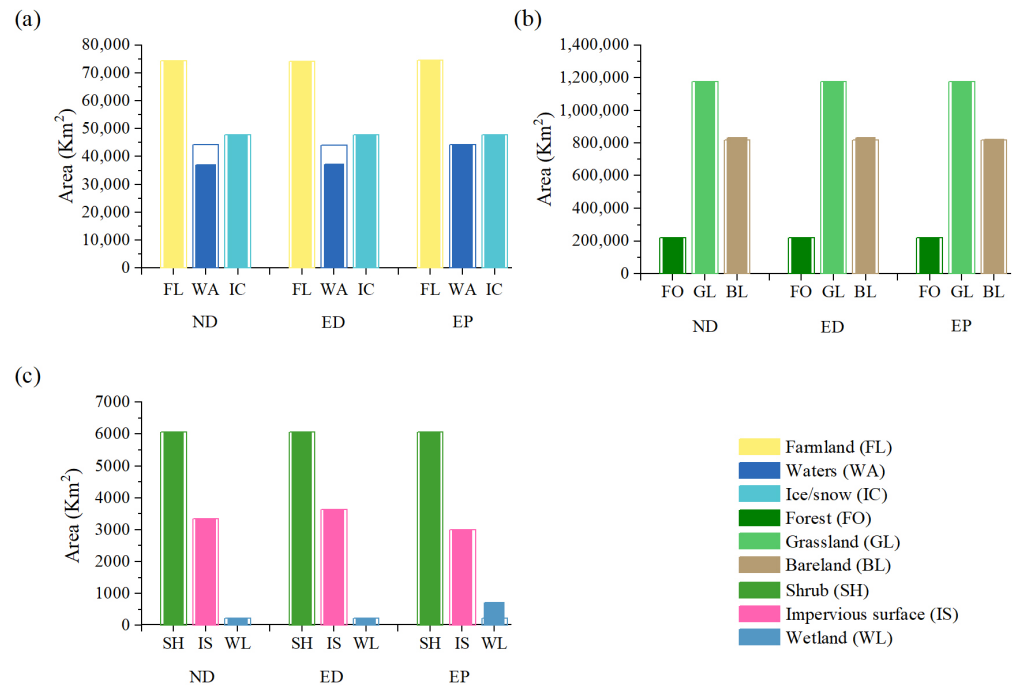 (a)
80,000
70,000
60,000
50,000
40,000
30,000
20,000
10,000
0
Area (Km²)
FL WA IC FL WA IC FL WA IC
ND ED EP
(b)
1,400,000
1,200,000
1,000,000
800,000
600,000
400,000
200,000
0
Area (Km²)
FO GL BL FO GL BL FO GL BL
ND ED EP
(c)
7000
6000
5000
4000
3000
2000
1000
0
Area (Km²)
SH IS WL SH IS WL SH IS WL
ND ED EP
Farmland (FL)
Waters (WA)
Ice/snow (IC)
Forest (FO)
Grassland (GL)
Bareland (BL)
Shrub (SH)
Impervious surface (IS)
Wetland (WL)